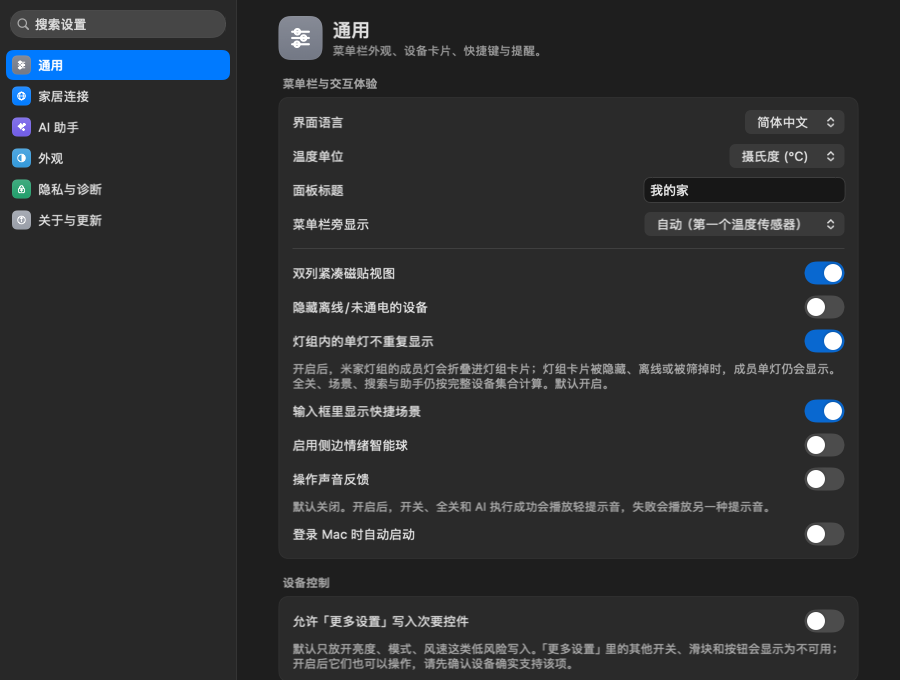 搜索设置
通用
家居连接
AI 助手
外观
隐私与诊断
关于与更新
通用
菜单栏外观、设备卡片、快捷键与提醒。
菜单栏与交互体验
界面语言
简体中文
温度单位
摄氏度 (°C)
面板标题
我的家
菜单栏旁显示
自动（第一个温度传感器）
双列紧凑磁贴视图
隐藏离线/未通电的设备
灯组内的单灯不重复显示
开启后，米家灯组的成员灯会折叠进灯组卡片；灯组卡片被隐藏、离线或被筛掉时，成员单灯仍会显示。
全关、场景、搜索与助手仍按完整设备集合计算。默认开启。
输入框里显示快捷场景
启用侧边情绪智能球
操作声音反馈
默认关闭。开启后，开关、全关和 AI 执行成功会播放轻提示音，失败会播放另一种提示音。
登录 Mac 时自动启动
设备控制
允许「更多设置」写入次要控件
默认只放开亮度、模式、风速这类低风险写入。「更多设置」里的其他开关、滑块和按钮会显示为不可用；
开启后它们也可以操作，请先确认设备确实支持该项。